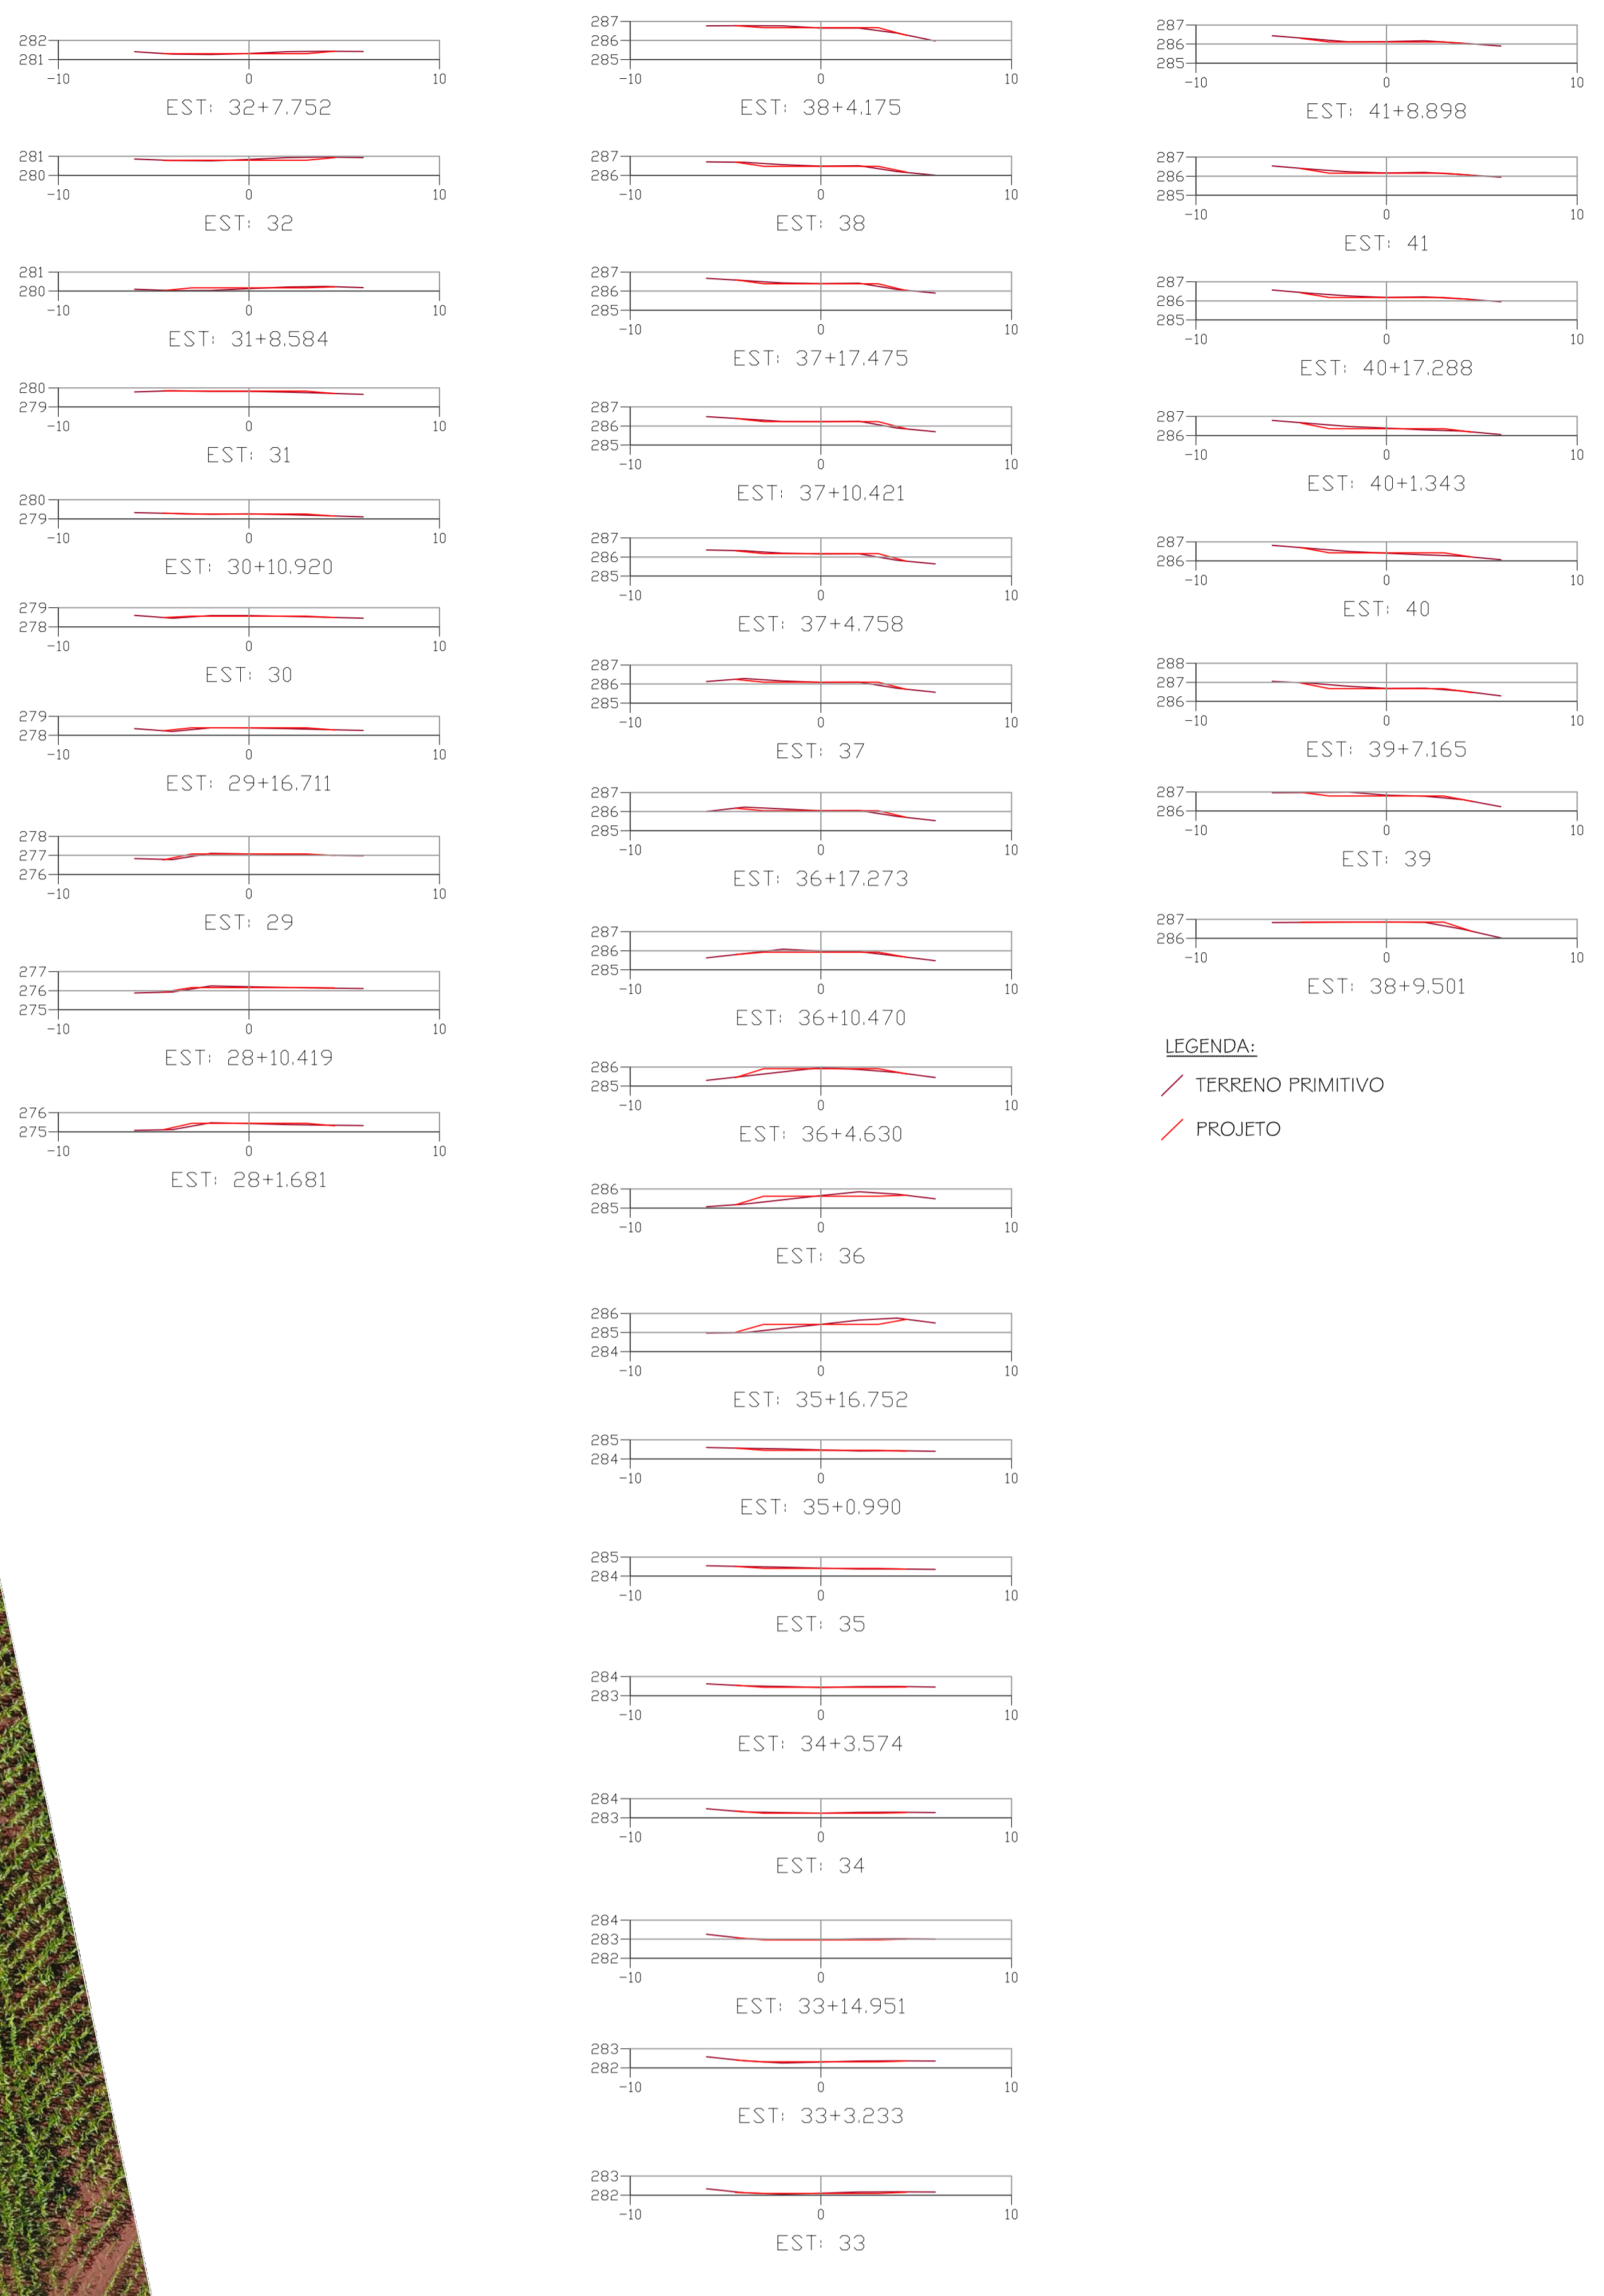 282
281
-10 0 10
EST: 32+7.752
281
280
-10 0 10
EST: 32
281
280
-10 0 10
EST: 31+8.584
280
279
-10 0 10
EST: 31
280
279
-10 0 10
EST: 30+10.920
279
278
-10 0 10
EST: 30
279
278
-10 0 10
EST: 29+16.711
278
277
276
-10 0 10
EST: 29
277
276
275
-10 0 10
EST: 28+10.419
276
275
-10 0 10
EST: 28+1.681
287
286
285
-10 0 10
EST: 38+4.175
287
286
-10 0 10
EST: 38
287
286
285
-10 0 10
EST: 37+17.475
287
286
285
-10 0 10
EST: 37+10.421
287
286
285
-10 0 10
EST: 37+4.758
287
286
285
-10 0 10
EST: 37
287
286
285
-10 0 10
EST: 36+17.273
287
286
285
-10 0 10
EST: 36+10.470
286
285
-10 0 10
EST: 36+4.630
286
285
-10 0 10
EST: 36
286
285
284
-10 0 10
EST: 35+16.752
285
284
-10 0 10
EST: 35+0.990
285
284
-10 0 10
EST: 35
284
283
-10 0 10
EST: 34+3.574
284
283
-10 0 10
EST: 34
284
283
282
-10 0 10
EST: 33+14.951
283
282
-10 0 10
EST: 33+3.233
283
282
-10 0 10
EST: 33
287
286
285
-10 0 10
EST: 41+8.898
287
286
285
-10 0 10
EST: 41
287
286
285
-10 0 10
EST: 40+17.288
287
286
-10 0 10
EST: 40+1.343
287
286
-10 0 10
EST: 40
288
287
286
-10 0 10
EST: 39+7.165
287
286
-10 0 10
EST: 39
287
286
-10 0 10
EST: 38+9.501
LEGENDA:
TERRENO PRIMITIVO
PROJETO